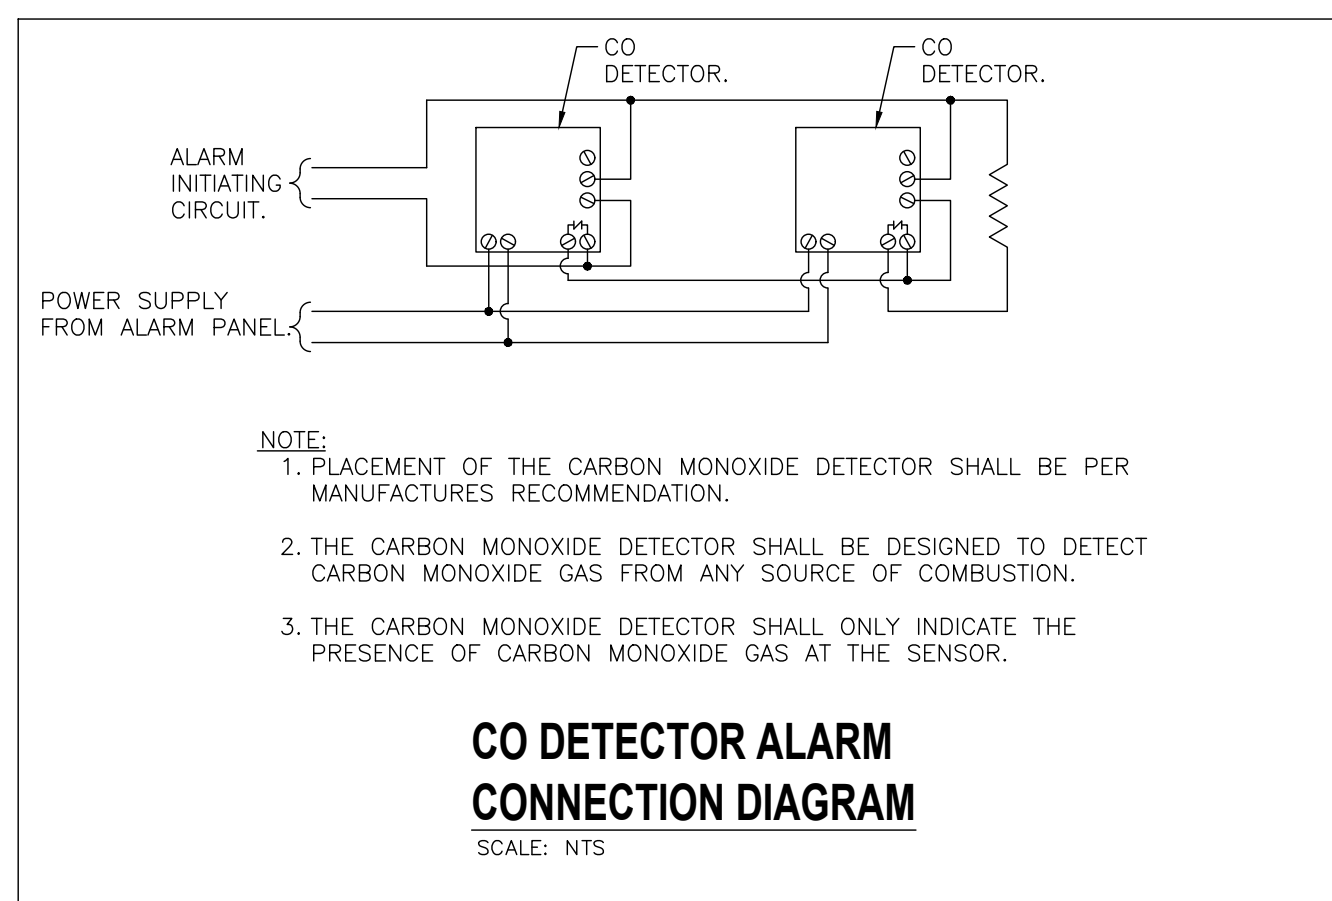 CO
DETECTOR.
CO
DETECTOR.
ALARM
INITIATING
CIRCUIT.
POWER SUPPLY
FROM ALARM PANEL.
NOTE:
1. PLACEMENT OF THE CARBON MONOXIDE DETECTOR SHALL BE PER
MANUFACTURES RECOMMENDATION.
2. THE CARBON MONOXIDE DETECTOR SHALL BE DESIGNED TO DETECT
CARBON MONOXIDE GAS FROM ANY SOURCE OF COMBUSTION.
3. THE CARBON MONOXIDE DETECTOR SHALL ONLY INDICATE THE
PRESENCE OF CARBON MONOXIDE GAS AT THE SENSOR.
CO DETECTOR ALARM
CONNECTION DIAGRAM
SCALE: NTS